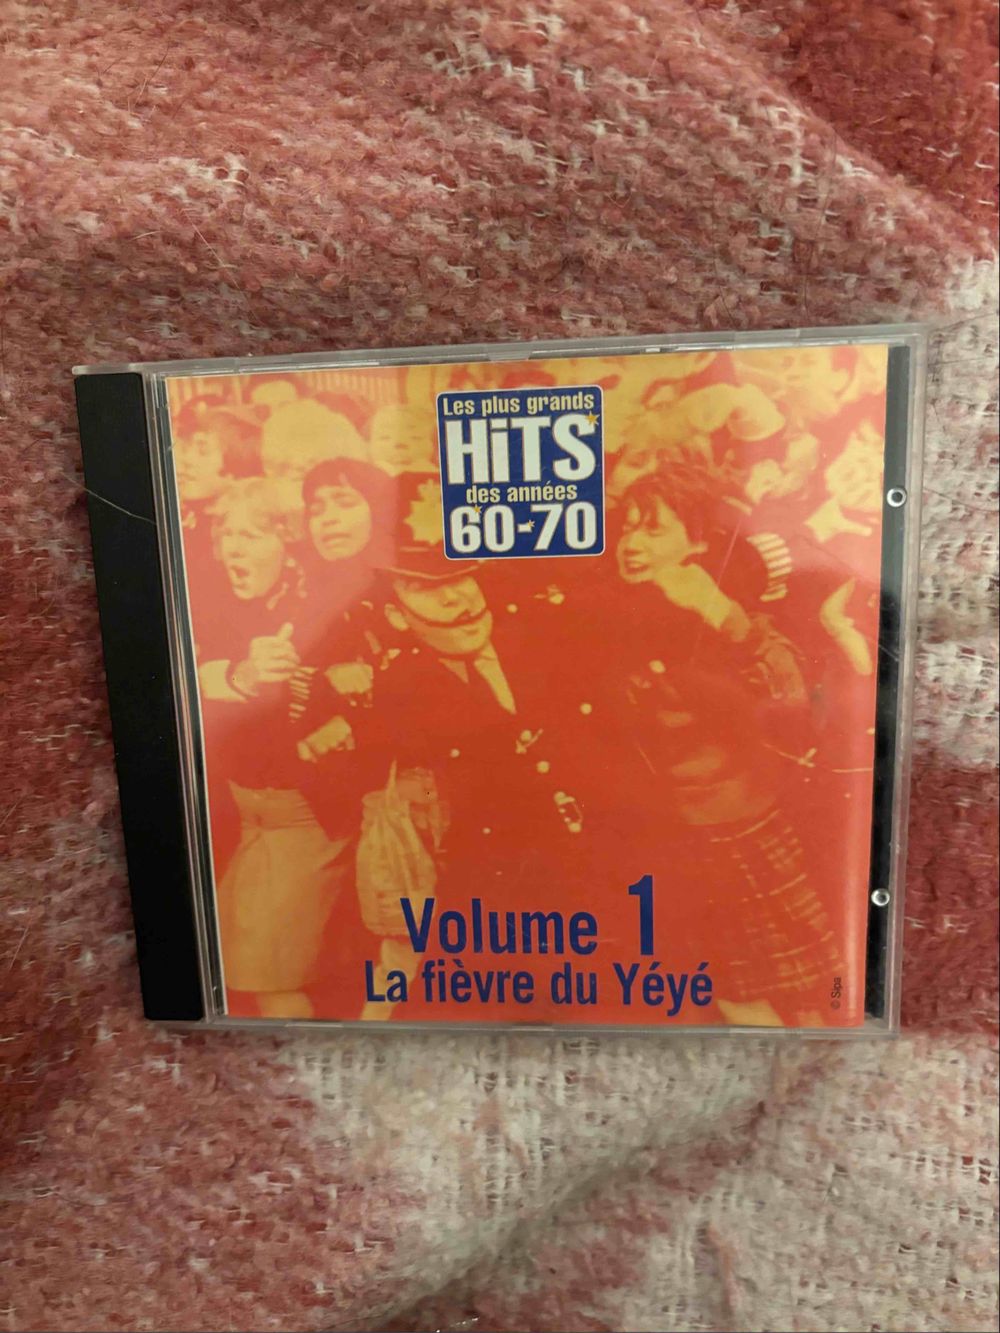 Les plus grands
HiTS
des années
60-70
Volume 1
La fièvre du Yéyé
© Sipa